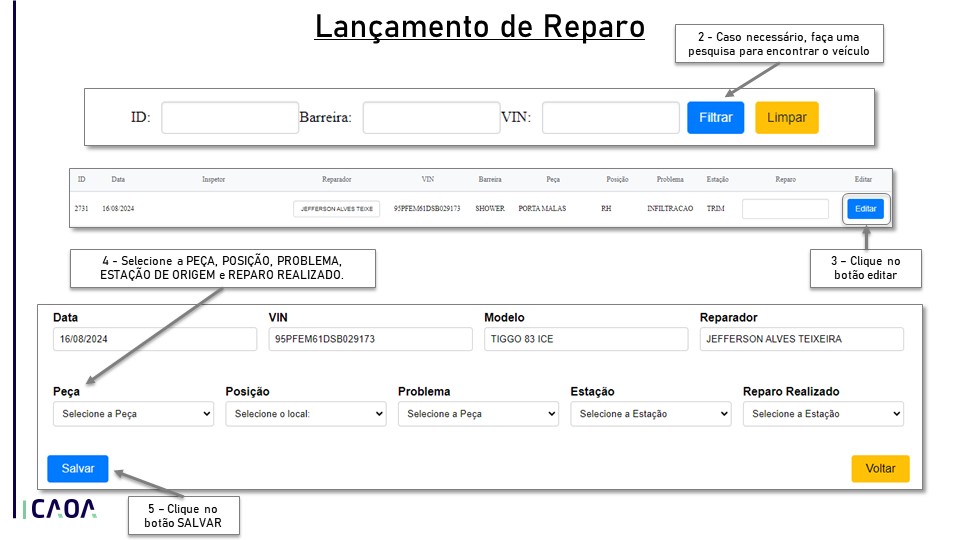 Lançamento de Reparo
2 - Caso necessário, faça uma
pesquisa para encontrar o veículo
ID: Barreira: VIN: Filtrar Limpar
ID Data Inspetor Reparador VIN Barreira Peça Posição Problema Estação Reparo Editar
2731 16/08/2024 JEFFERSON ALVES TEIXE 95PFEM61DSB029173 SHOWER PORTA MALAS RH INFILTRACAO TRIM Editar
4 - Selecione a PEÇA, POSIÇÃO, PROBLEMA,
ESTAÇÃO DE ORIGEM e REPARO REALIZADO.
3 – Clique no
botão editar
Data VIN Modelo Reparador
16/08/2024 95PFEM61DSB029173 TIGGO 83 ICE JEFFERSON ALVES TEIXEIRA
Peça Posição Problema Estação Reparo Realizado
Selecione a Peça Selecione o local: Selecione a Peça Selecione a Estação Selecione a Estação
Salvar Voltar
5 – Clique no
botão SALVAR
CAOA